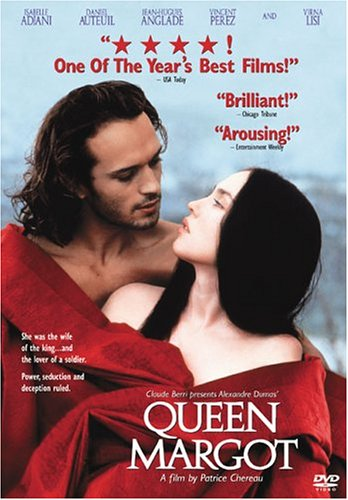 ISABELLE ADJANI DANIEL AUTEUIL JEAN-HUGUES ANGLADE VINCENT PEREZ AND VIRNA LISI
"★★★★!
One Of The Year's Best Films!"
– USA Today
"Brilliant!"
– Chicago Tribune
"Arousing!"
– Entertainment Weekly
She was the wife
of the king...and
the lover of a soldier.
Power, seduction and
deception ruled.
Claude Berri presents Alexandre Dumas'
QUEEN
MARGOT
A film by Patrice Chereau
DVD
VIDEO